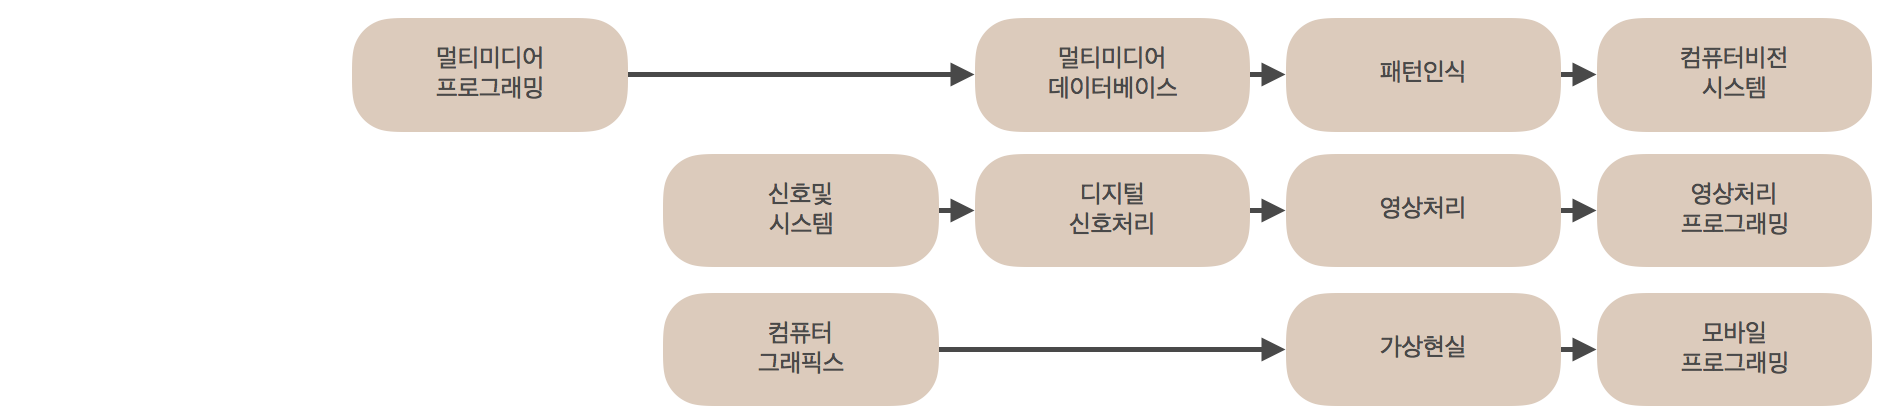 멀티미디어
프로그래밍
멀티미디어
데이터베이스
패턴인식
컴퓨터비전
시스템
신호및
시스템
디지털
신호처리
영상처리
영상처리
프로그래밍
컴퓨터
그래픽스
가상현실
모바일
프로그래밍